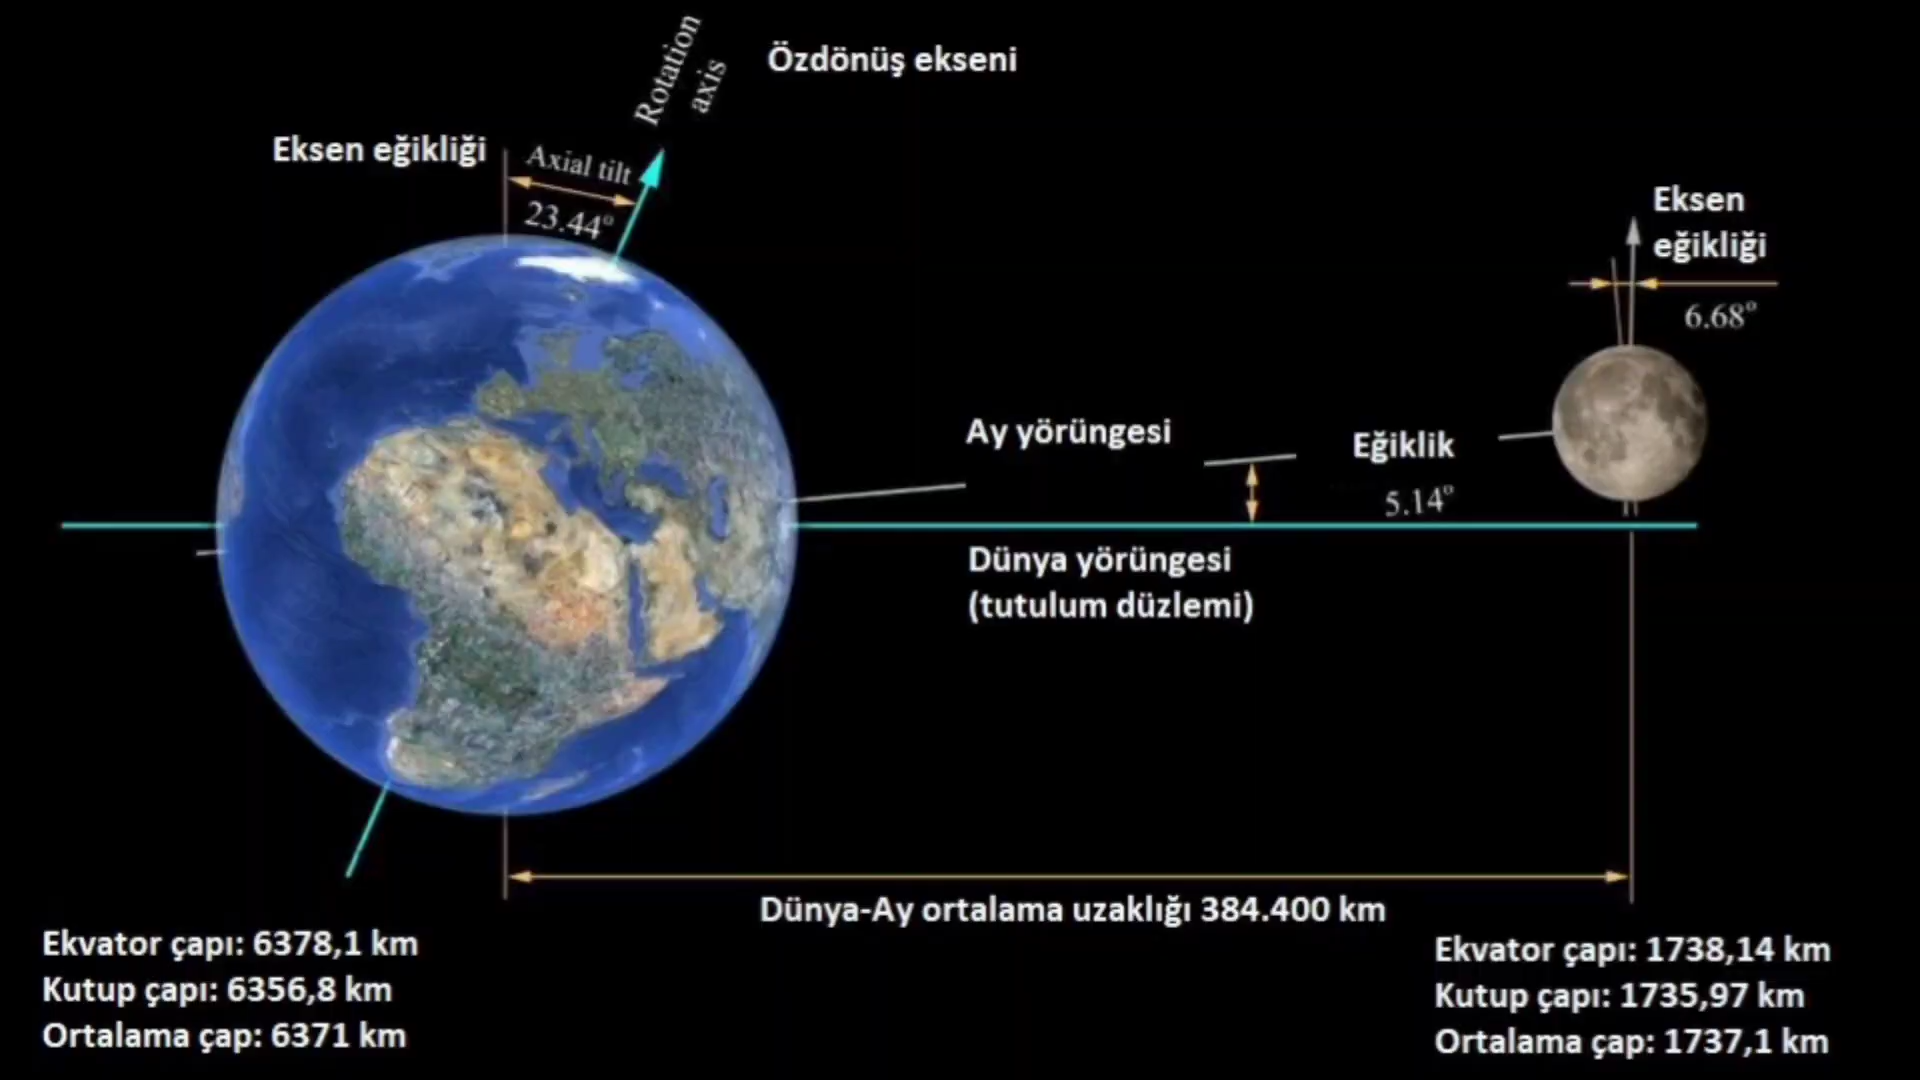 Özdönüş ekseni
Rotation
axis
Eksen eğikliği
Axial tilt
23.44°
Eksen
eğikliği
6.68°
Ay yörüngesi
Eğiklik
5.14°
Dünya yörüngesi
(tutulum düzlemi)
Dünya-Ay ortalama uzaklığı 384.400 km
Ekvator çapı: 6378,1 km
Kutup çapı: 6356,8 km
Ortalama çap: 6371 km
Ekvator çapı: 1738,14 km
Kutup çapı: 1735,97 km
Ortalama çap: 1737,1 km